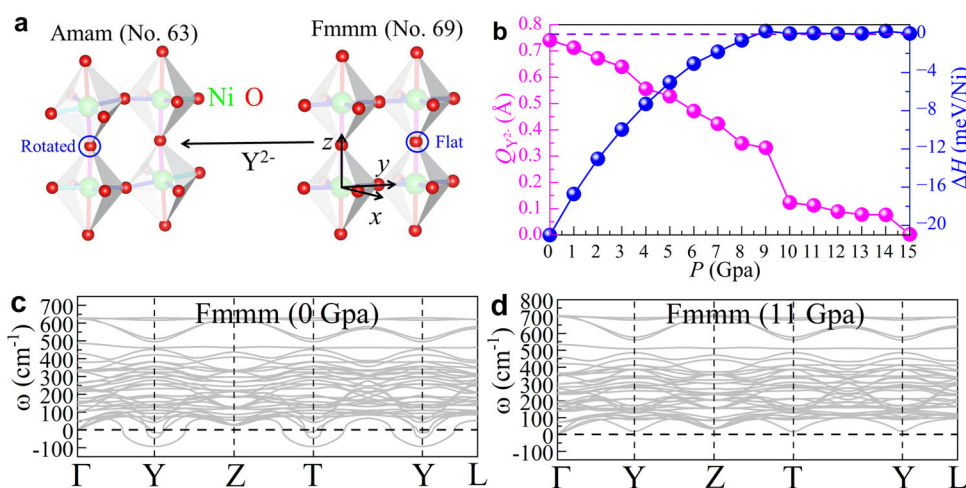 a
Amam (No. 63)
Fmmm (No. 69)
Ni O
Rotated
Flat
Y²⁻
z
y
x
b
Q_Y²⁻ (Å)
0.8
0.7
0.6
0.5
0.4
0.3
0.2
0.1
0.0
0 1 2 3 4 5 6 7 8 9 10 11 12 13 14 15
P (Gpa)
0
−4
−8
−12
−16
−20
ΔH (meV/Ni)
c
Fmmm (0 Gpa)
ω (cm⁻¹)
700
600
500
400
300
200
100
0
-100
Γ Y Z T Y L
d
Fmmm (11 Gpa)
ω (cm⁻¹)
800
700
600
500
400
300
200
100
0
-100
Γ Y Z T Y L